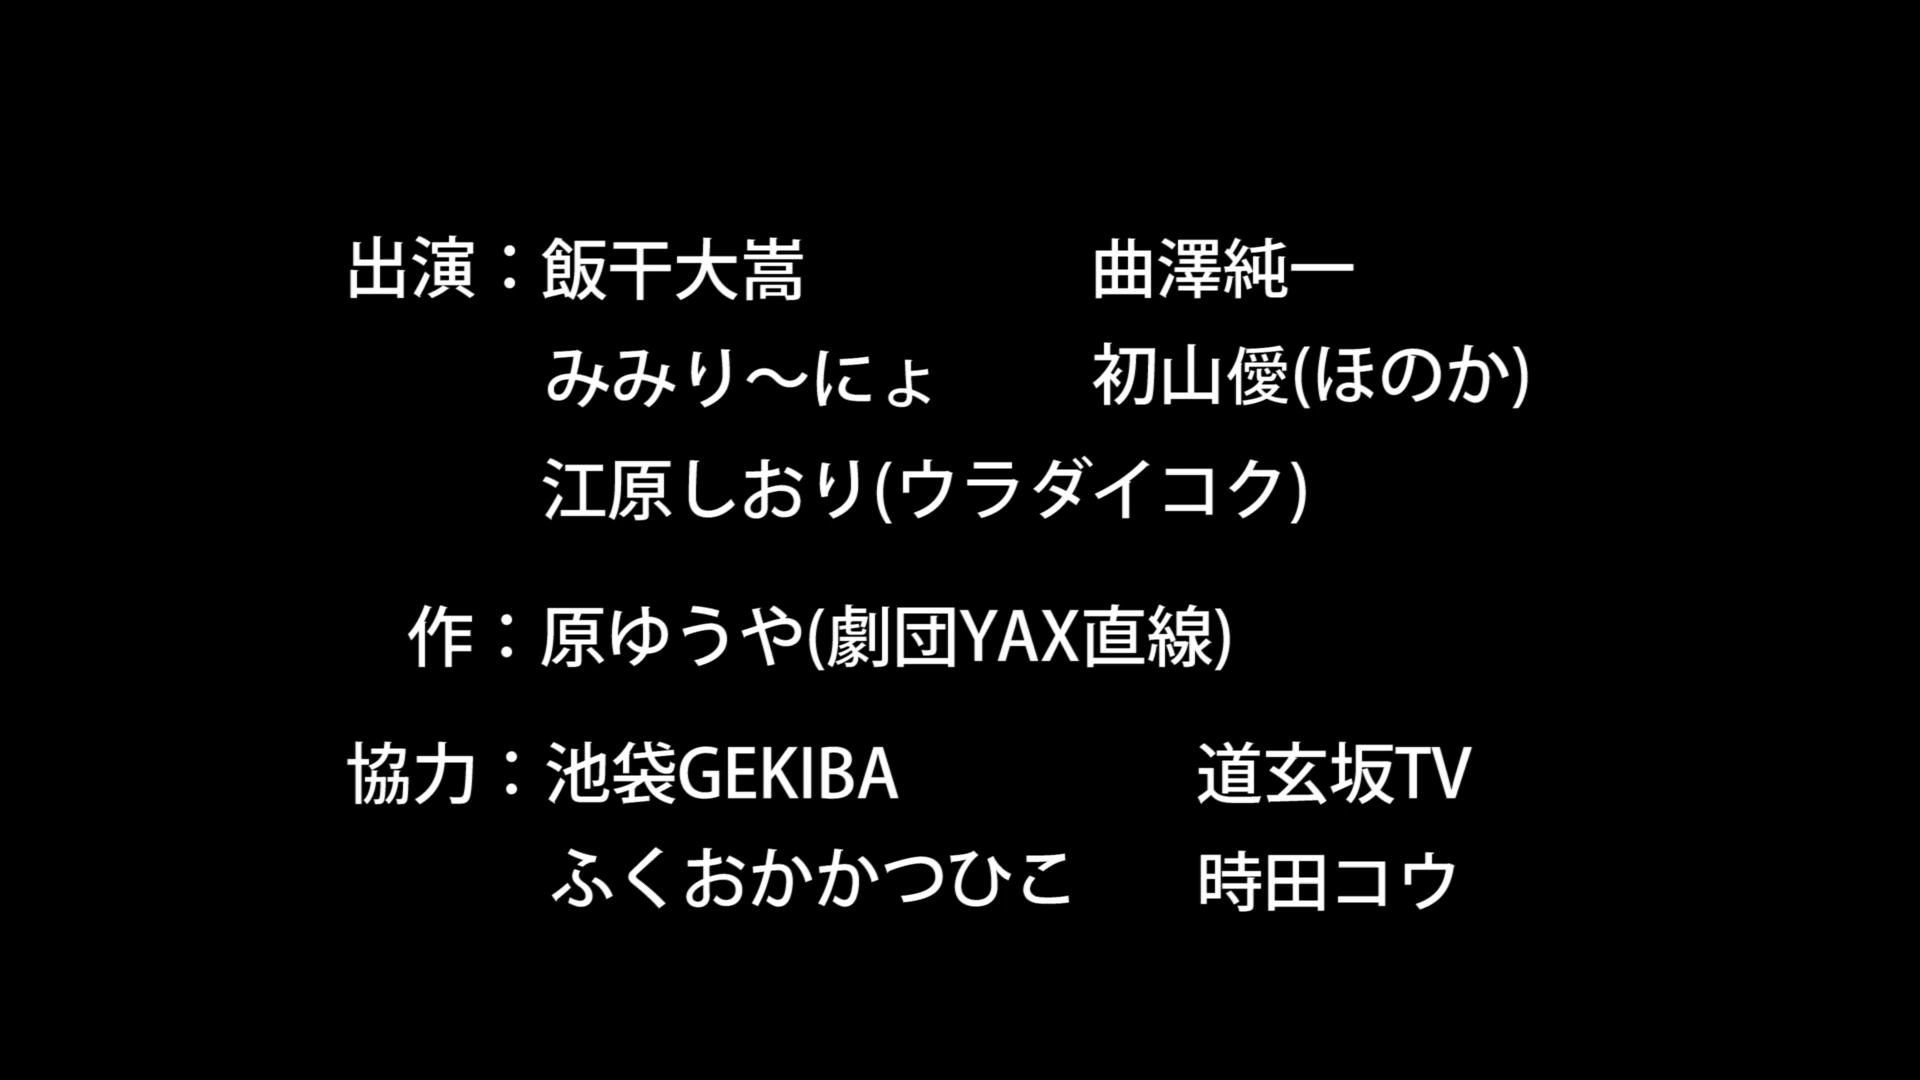 出演：飯干大嵩　曲澤純一
みみり～にょ　初山僾(ほのか)
江原しおり(ウラダイコク)
作：原ゆうや(劇団YAX直線)
協力：池袋GEKIBA　道玄坂TV
ふくおかかつひこ　時田コウ